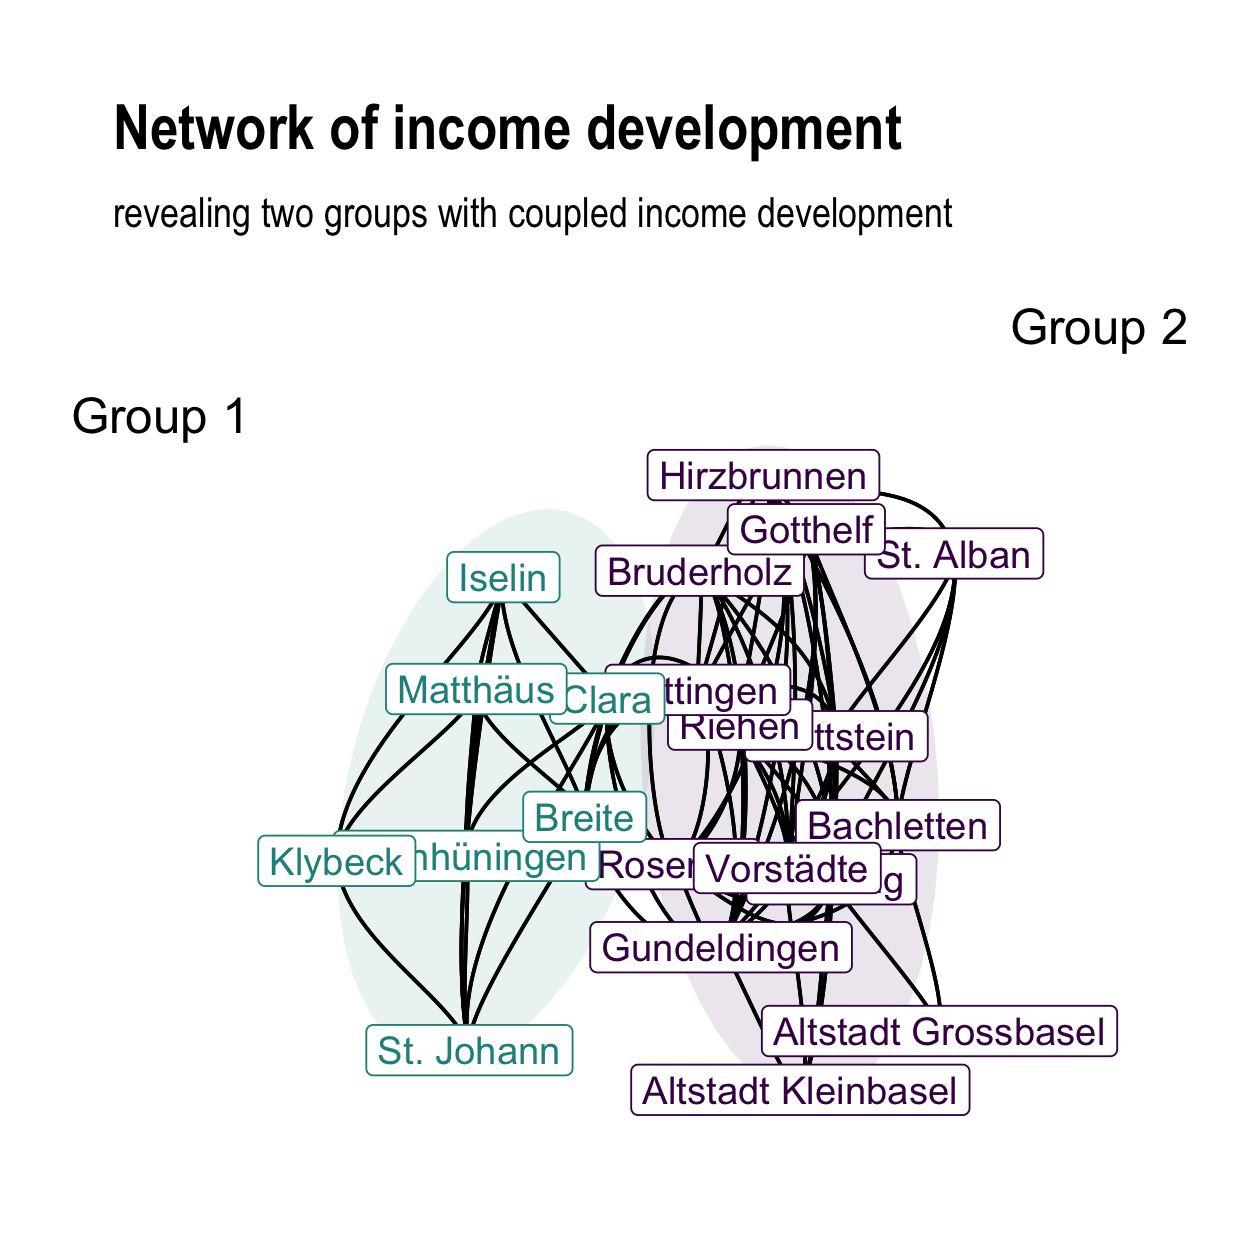 Network of income development
revealing two groups with coupled income development
Group 2
Group 1
Hirzbrunnen
Gotthelf
St. Alban
Bruderholz
Iselin
Matthäus
Clara
Riehen
Bachletten
Breite
Klybeck
Vorstädte
Gundeldingen
Altstadt Grossbasel
St. Johann
Altstadt Kleinbasel